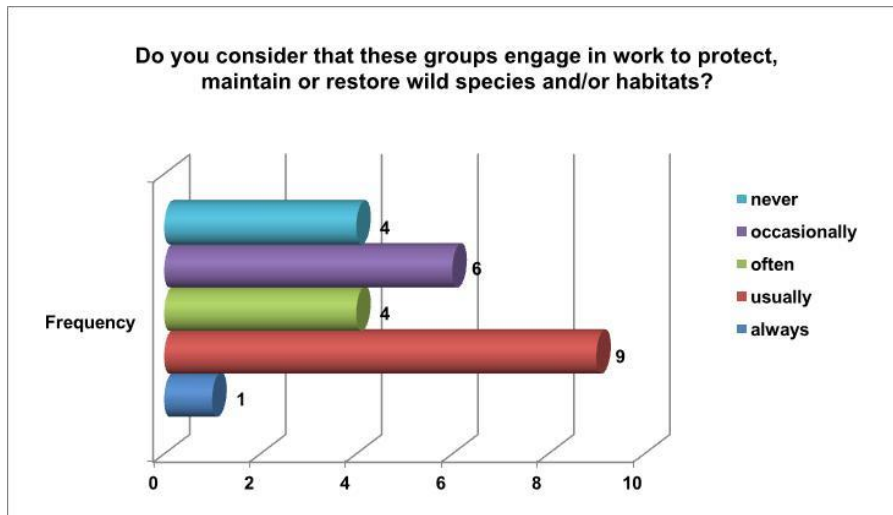 Do you consider that these groups engage in work to protect,
maintain or restore wild species and/or habitats?
never
occasionally
often
usually
always
Frequency
4
6
4
9
1
0 2 4 6 8 10